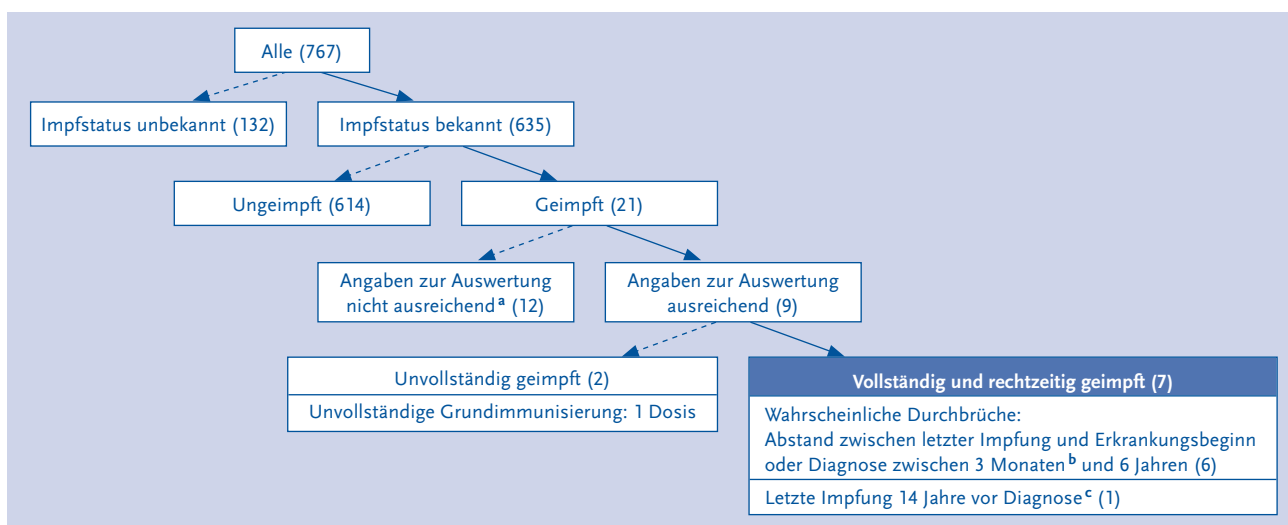 Alle (767)
Impfstatus unbekannt (132)
Impfstatus bekannt (635)
Ungeimpft (614)
Geimpft (21)
Angaben zur Auswertung
nicht ausreichend a (12)
Angaben zur Auswertung
ausreichend (9)
Unvollständig geimpft (2)
Unvollständige Grundimmunisierung: 1 Dosis
Vollständig und rechtzeitig geimpft (7)
Wahrscheinliche Durchbrüche:
Abstand zwischen letzter Impfung und Erkrankungsbeginn
oder Diagnose zwischen 3 Monaten b und 6 Jahren (6)
Letzte Impfung 14 Jahre vor Diagnose c (1)